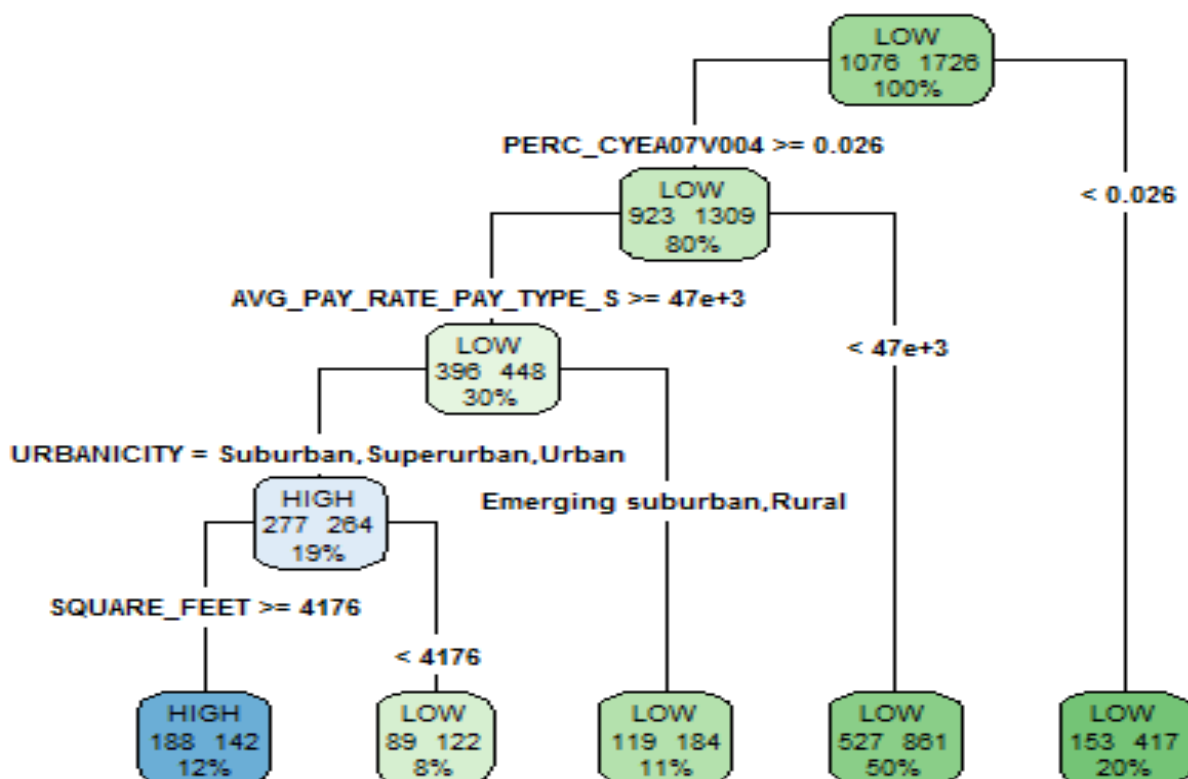 LOW
1076 1726
100%
PERC_CYEA07V004 >= 0.026
< 0.026
LOW
923 1309
80%
AVG_PAY_RATE_PAY_TYPE_S >= 47e+3
< 47e+3
LOW
396 448
30%
URBANICITY = Suburban,Superurban,Urban
Emerging suburban,Rural
HIGH
277 264
19%
SQUARE_FEET >= 4176
< 4176
HIGH
188 142
12%
LOW
89 122
8%
LOW
119 184
11%
LOW
527 861
50%
LOW
153 417
20%